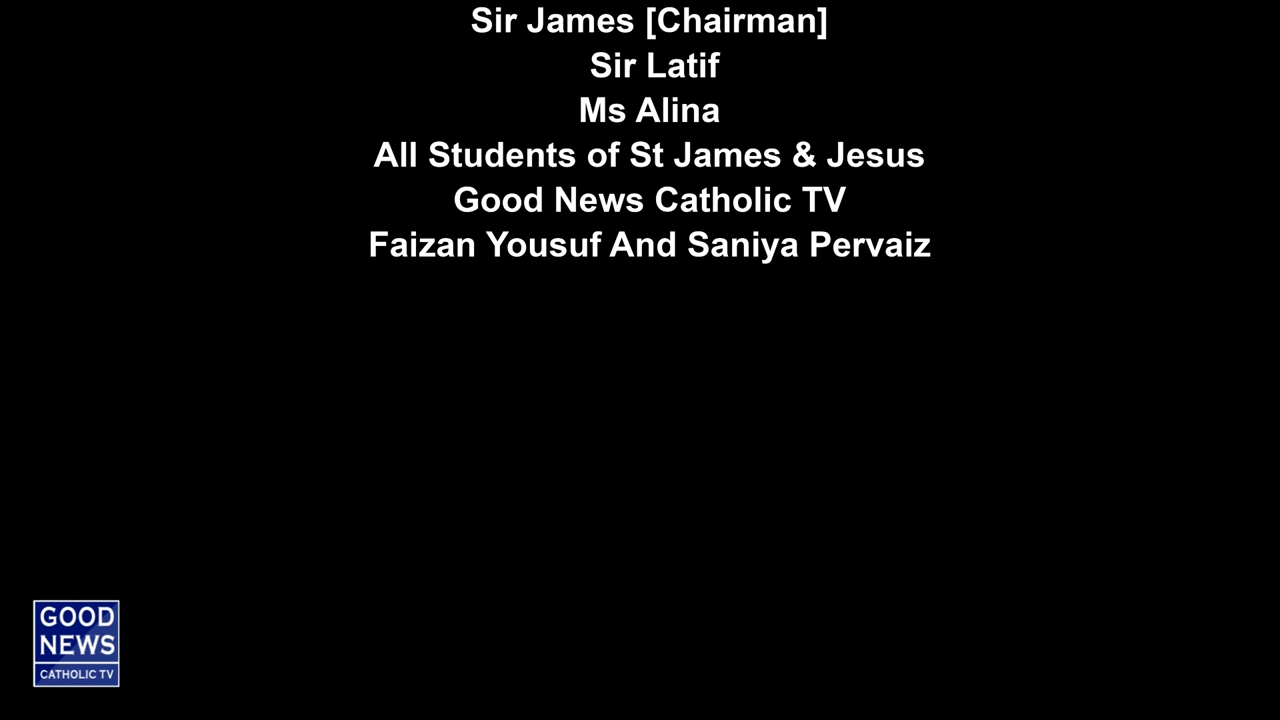 Sir James [Chairman]
Sir Latif
Ms Alina
All Students of St James & Jesus
Good News Catholic TV
Faizan Yousuf And Saniya Pervaiz
GOOD
NEWS
CATHOLIC TV